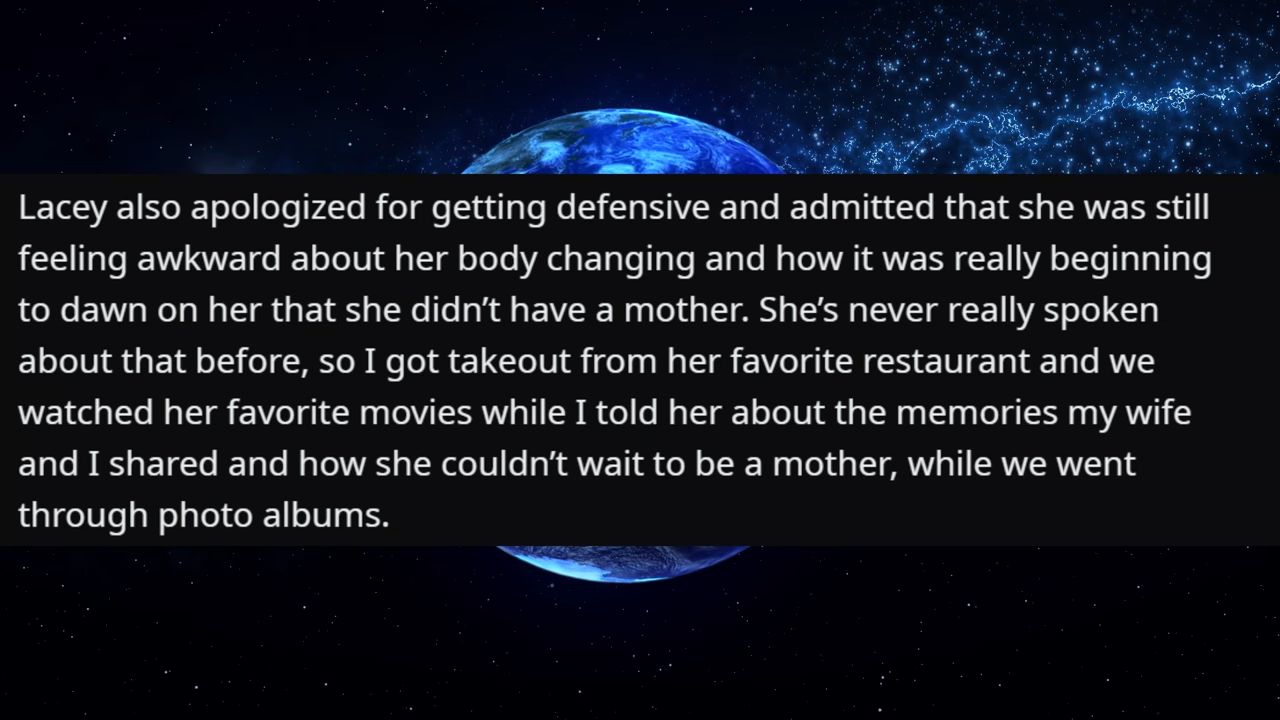 Lacey also apologized for getting defensive and admitted that she was still
feeling awkward about her body changing and how it was really beginning
to dawn on her that she didn’t have a mother. She’s never really spoken
about that before, so I got takeout from her favorite restaurant and we
watched her favorite movies while I told her about the memories my wife
and I shared and how she couldn’t wait to be a mother, while we went
through photo albums.